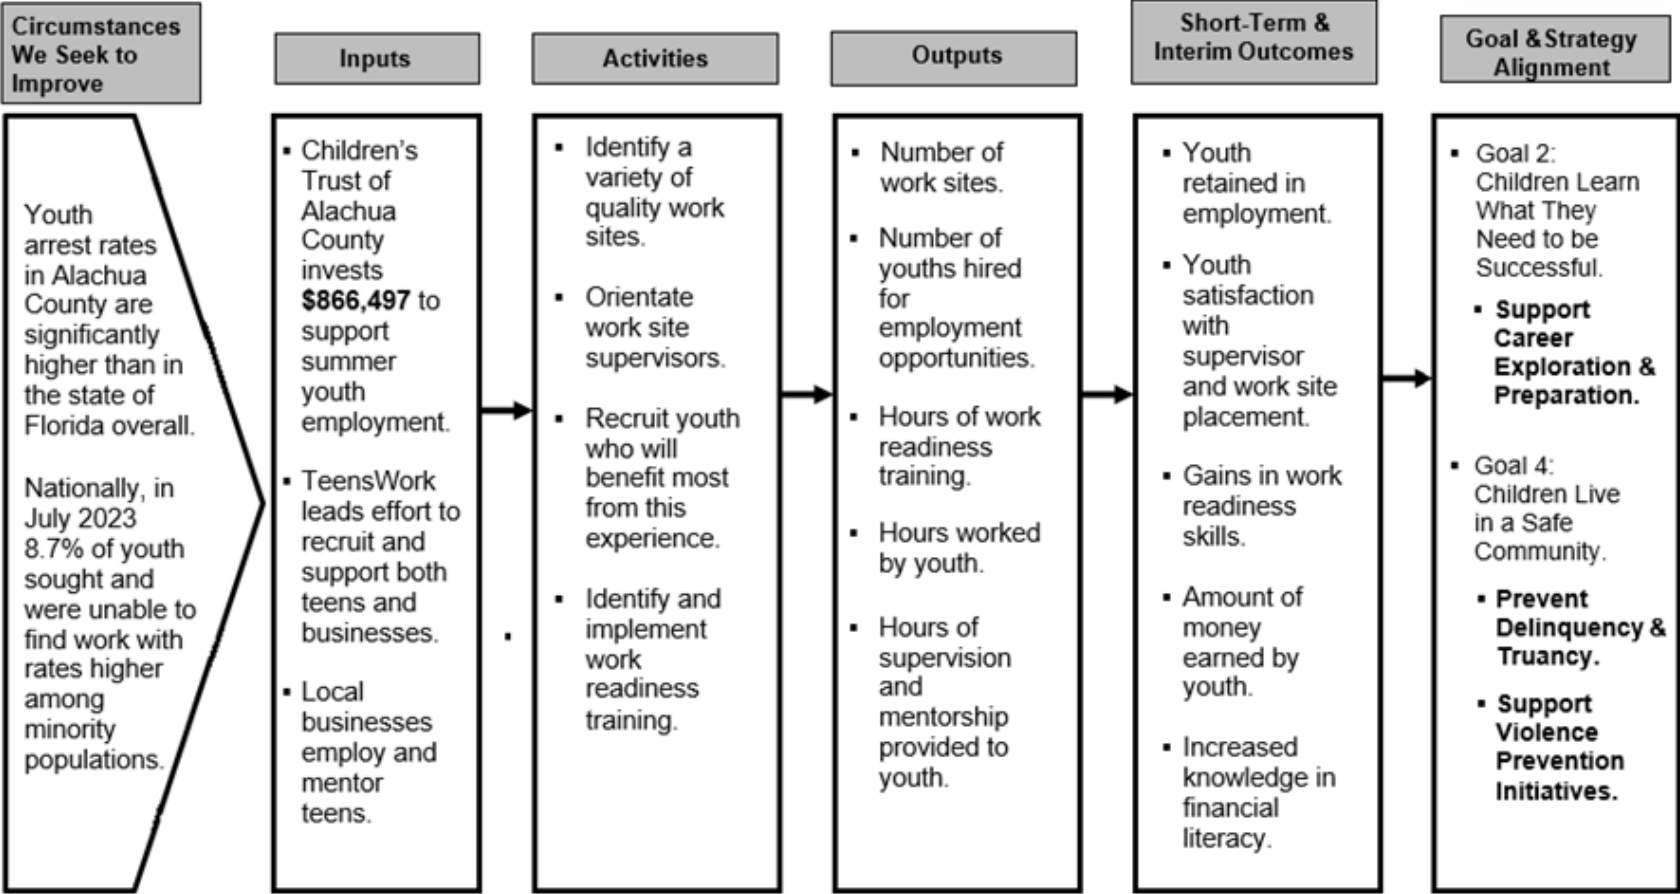 Circumstances
We Seek to
Improve
Youth
arrest rates
in Alachua
County are
significantly
higher than in
the state of
Florida overall.
Nationally, in
July 2023
8.7% of youth
sought and
were unable to
find work with
rates higher
among
minority
populations.
Inputs
▪ Children’s
Trust of
Alachua
County
invests
$866,497 to
support
summer
youth
employment.
▪ TeensWork
leads effort to
recruit and
support both
teens and
businesses.
▪ Local
businesses
employ and
mentor
teens.
Activities
▪ Identify a
variety of
quality work
sites.
▪ Orientate
work site
supervisors.
▪ Recruit youth
who will
benefit most
from this
experience.
▪ Identify and
implement
work
readiness
training.
Outputs
▪ Number of
work sites.
▪ Number of
youths hired
for
employment
opportunities.
▪ Hours of work
readiness
training.
▪ Hours worked
by youth.
▪ Hours of
supervision
and
mentorship
provided to
youth.
Short-Term &
Interim Outcomes
▪ Youth
retained in
employment.
▪ Youth
satisfaction
with
supervisor
and work site
placement.
▪ Gains in work
readiness
skills.
▪ Amount of
money
earned by
youth.
▪ Increased
knowledge in
financial
literacy.
Goal & Strategy
Alignment
▪ Goal 2:
Children Learn
What They
Need to be
Successful.
▪ Support
Career
Exploration &
Preparation.
▪ Goal 4:
Children Live
in a Safe
Community.
▪ Prevent
Delinquency &
Truancy.
▪ Support
Violence
Prevention
Initiatives.